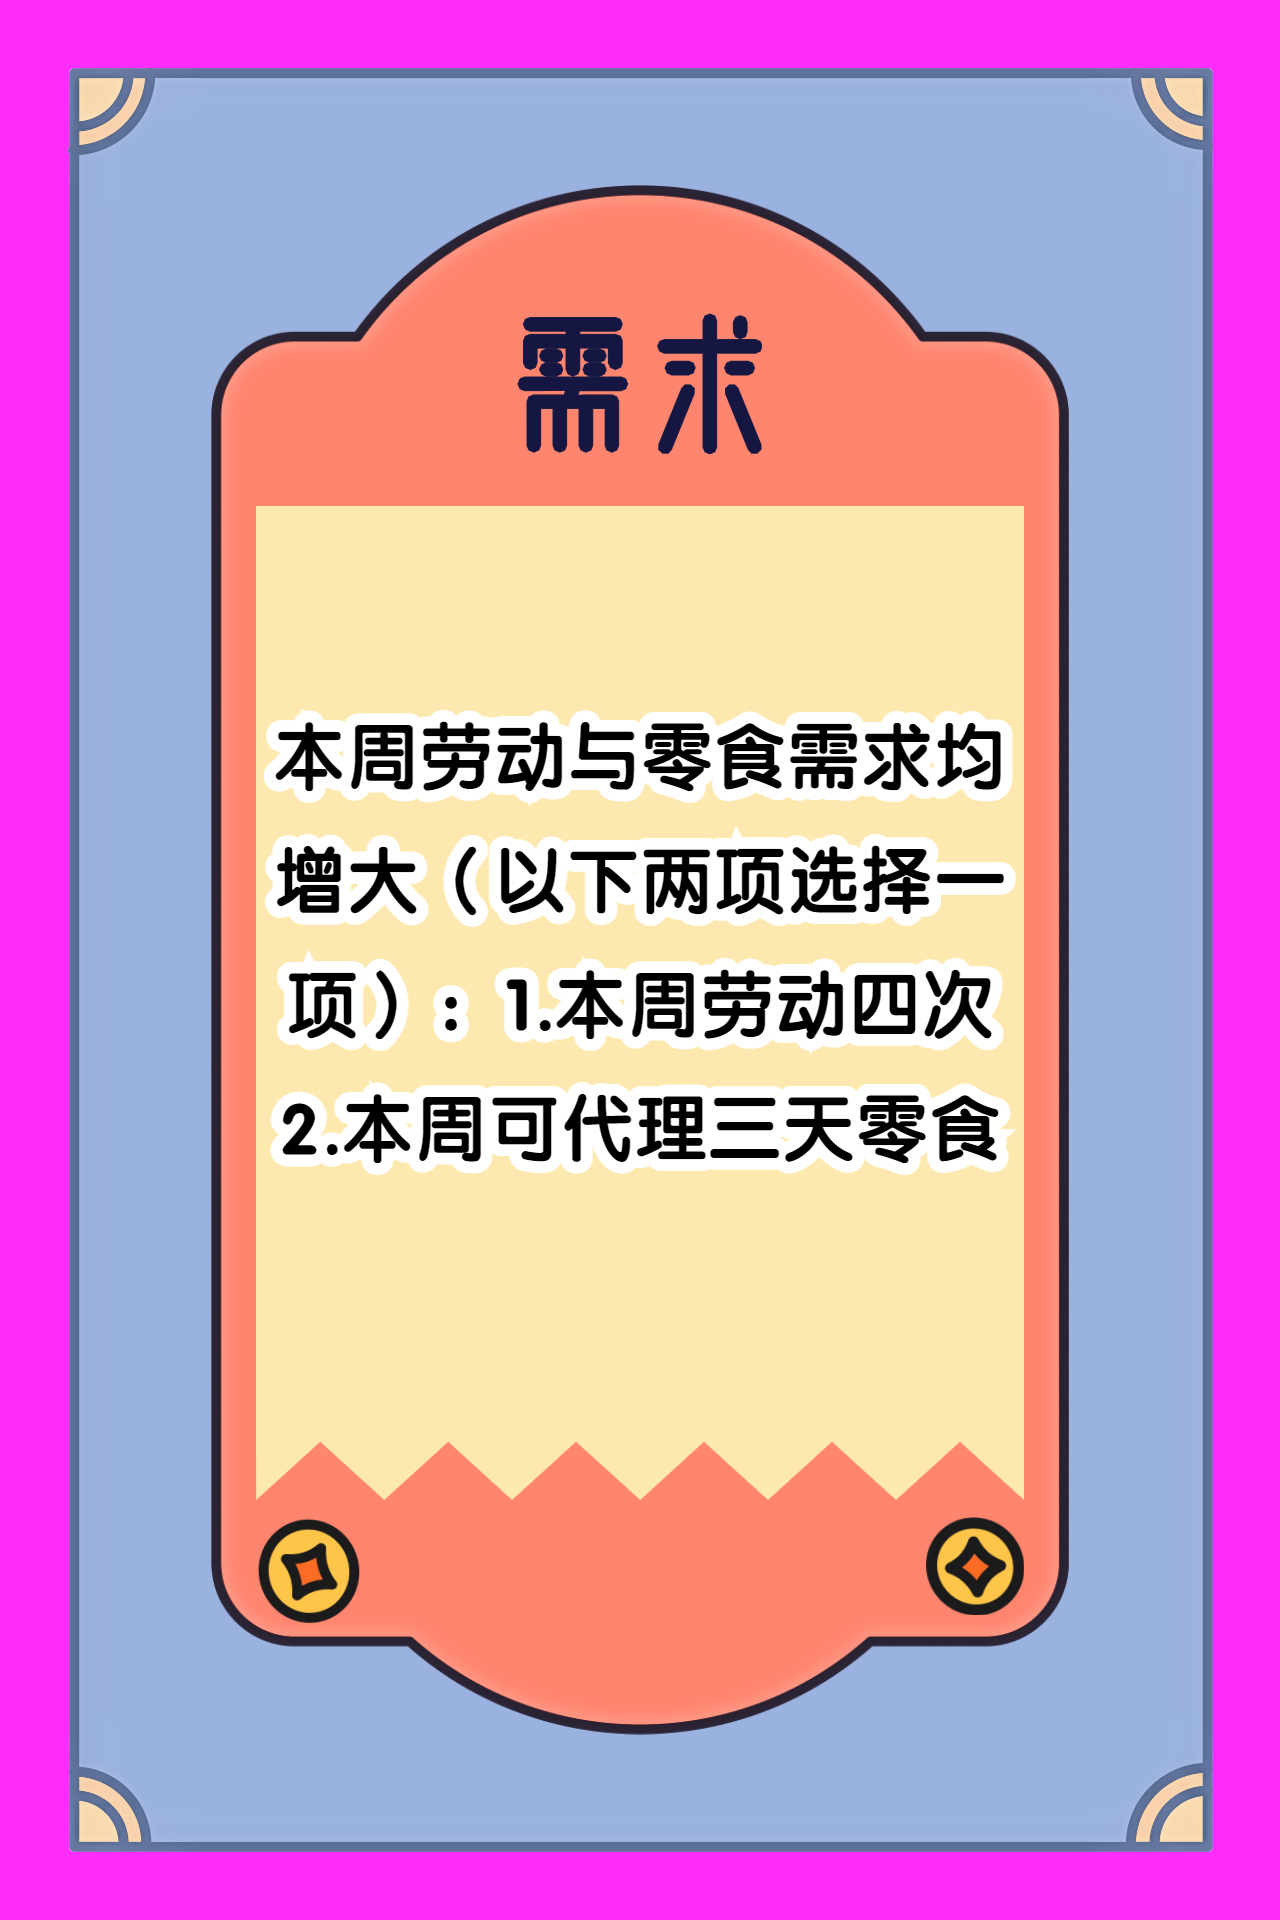 需求
本周劳动与零食需求均
增大（以下两项选择一
项）：1.本周劳动四次
2.本周可代理三天零食